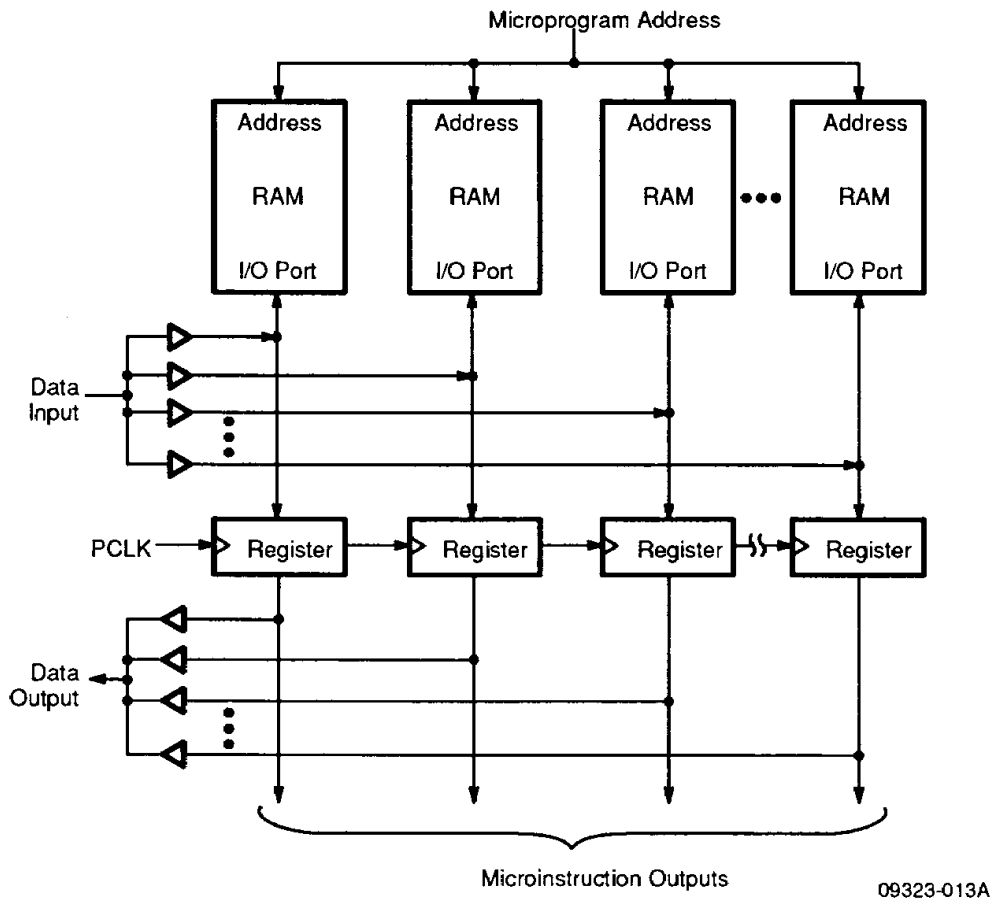 Microprogram Address
Address
Address
Address
Address
RAM
RAM
RAM
RAM
I/O Port
I/O Port
I/O Port
I/O Port
Data
Input
PCLK
Register
Register
Register
Register
Data
Output
Microinstruction Outputs
09323-013A